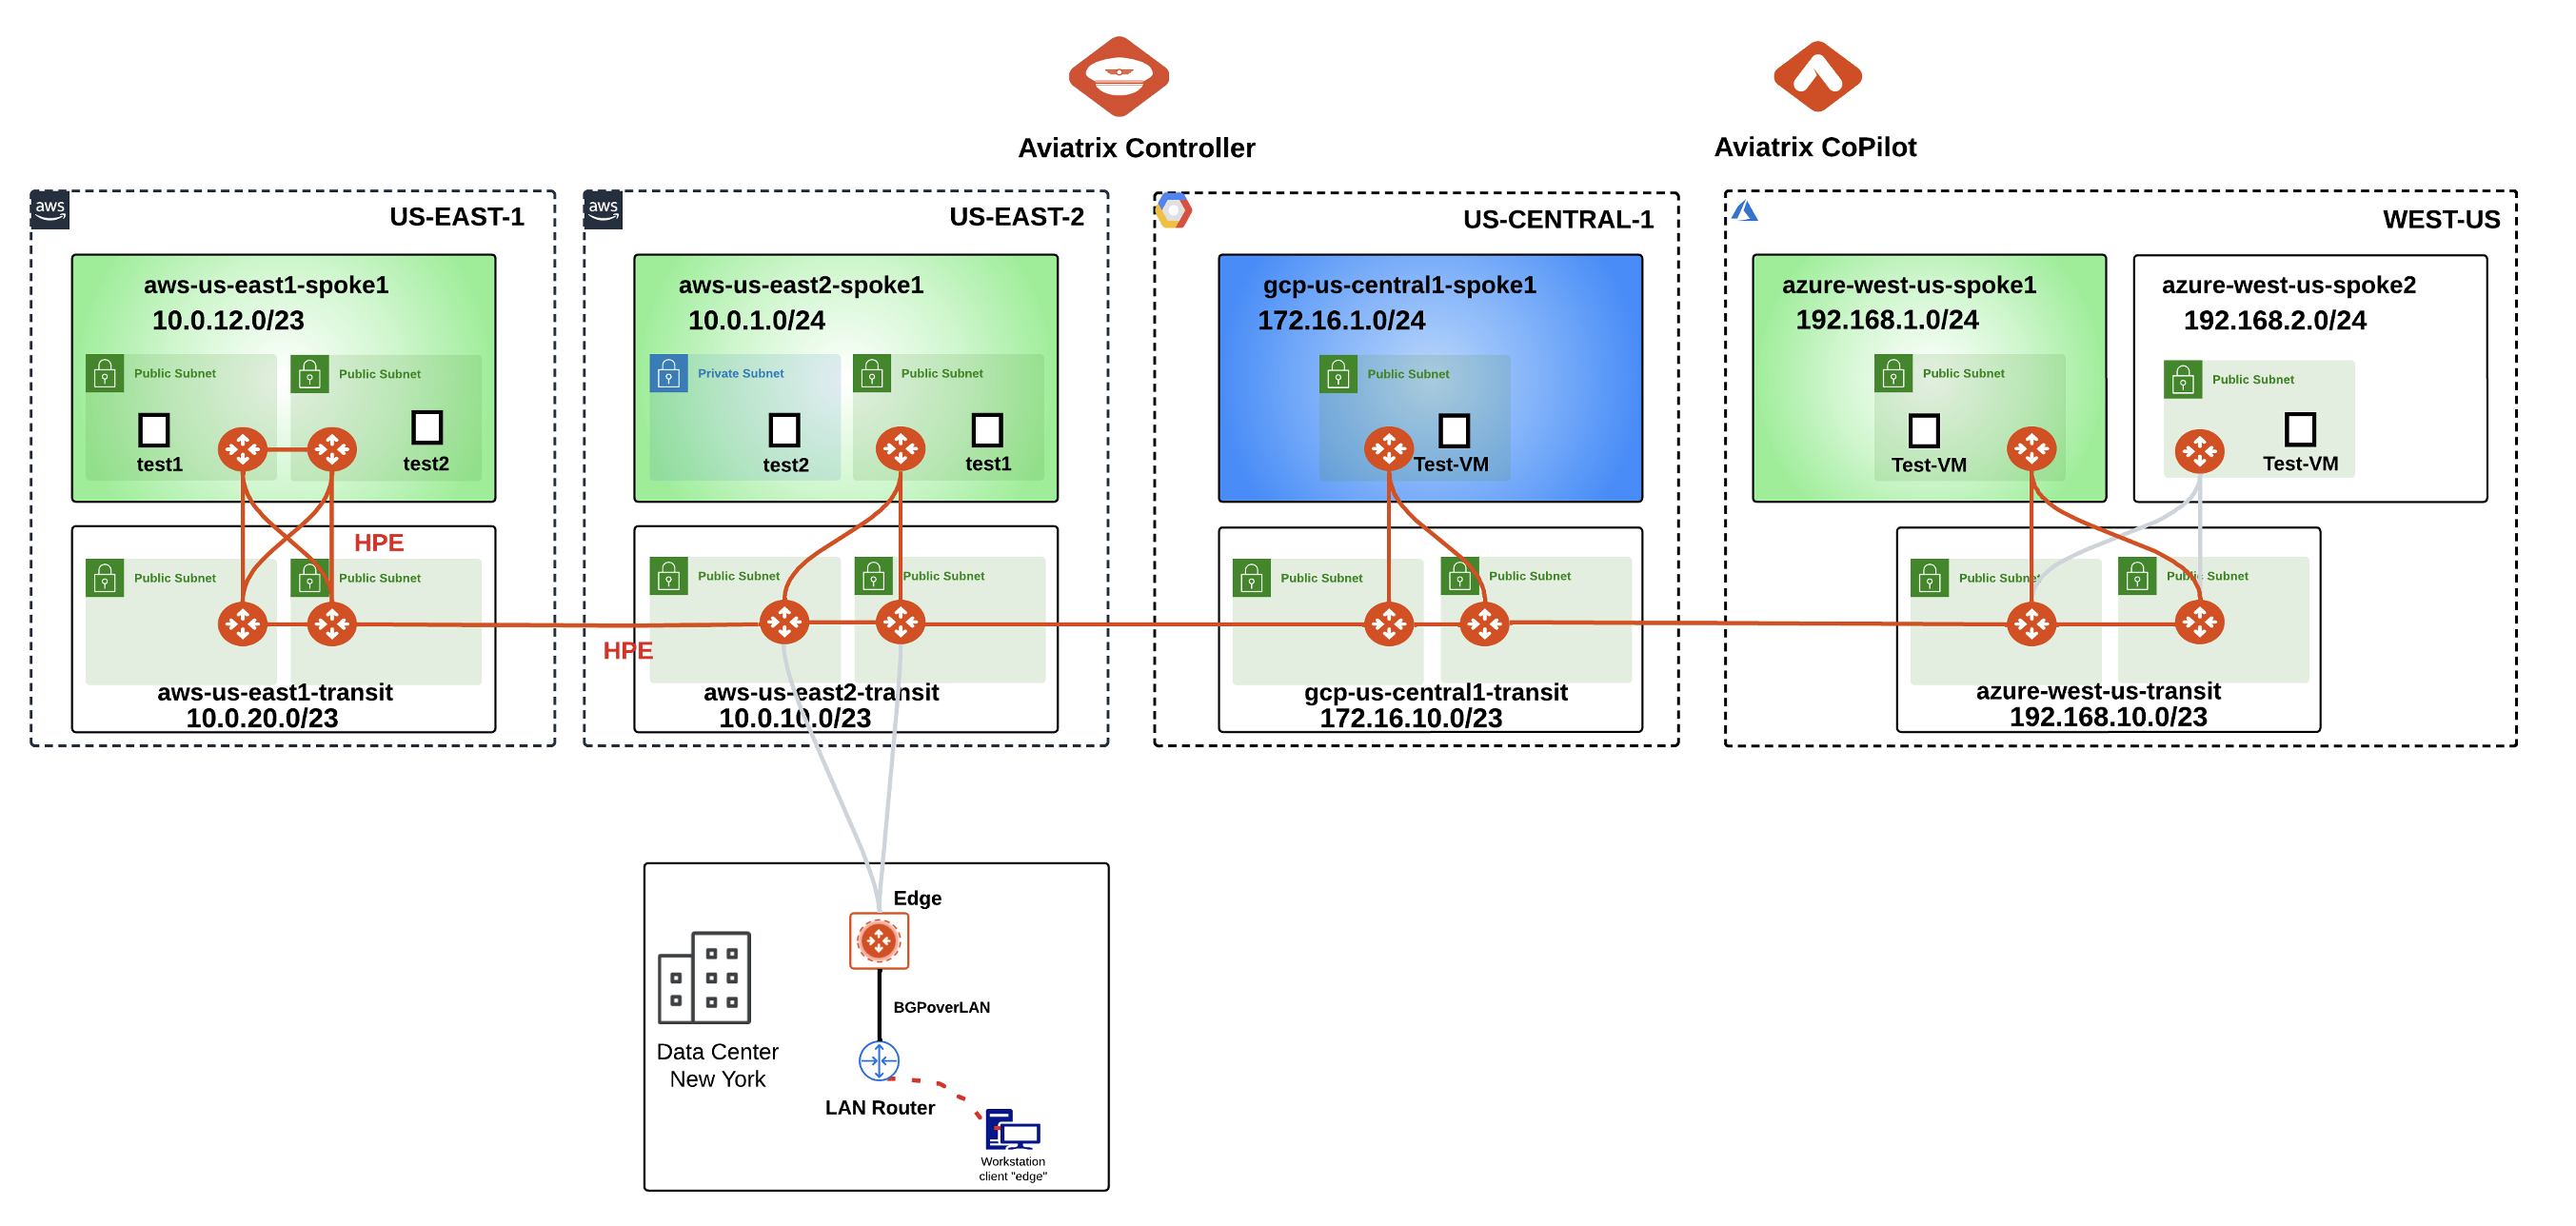 Aviatrix Controller
Aviatrix CoPilot
aws
US-EAST-1
aws-us-east1-spoke1
10.0.12.0/23
Public Subnet
Public Subnet
test1
test2
HPE
Public Subnet
Public Subnet
aws-us-east1-transit
10.0.20.0/23
aws
US-EAST-2
aws-us-east2-spoke1
10.0.1.0/24
Private Subnet
Public Subnet
test2
test1
Public Subnet
Public Subnet
HPE
aws-us-east2-transit
10.0.10.0/23
US-CENTRAL-1
gcp-us-central1-spoke1
172.16.1.0/24
Public Subnet
Test-VM
Public Subnet
Public Subnet
gcp-us-central1-transit
172.16.10.0/23
WEST-US
azure-west-us-spoke1
192.168.1.0/24
Public Subnet
Test-VM
azure-west-us-spoke2
192.168.2.0/24
Public Subnet
Test-VM
Public Subnet
Public Subnet
azure-west-us-transit
192.168.10.0/23
Edge
BGPoverLAN
Data Center
New York
LAN Router
Workstation
client "edge"